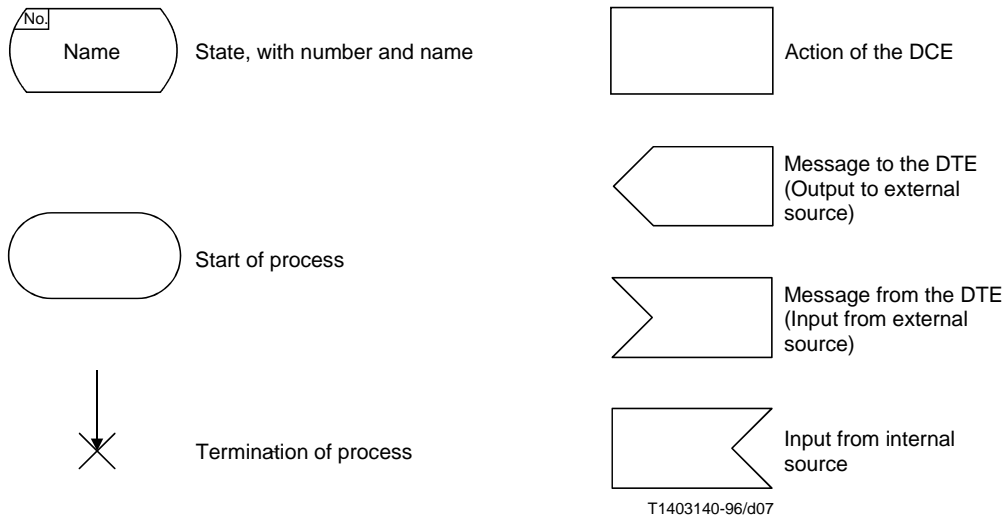 No.
Name
State, with number and name
Start of process
Termination of process
Action of the DCE
Message to the DTE
(Output to external
source)
Message from the DTE
(Input from external
source)
Input from internal
source
T1403140-96/d07